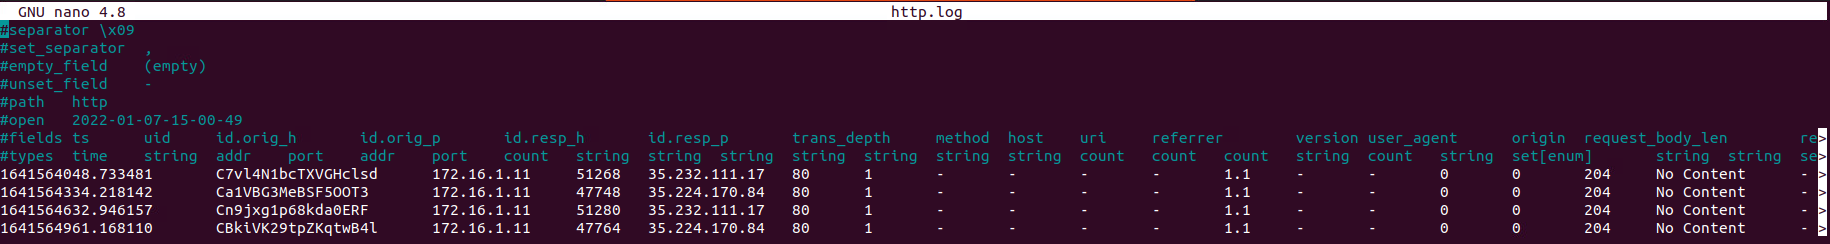 GNU nano 4.8 http.log
#separator \x09
#set_separator ,
#empty_field (empty)
#unset_field -
#path http
#open 2022-01-07-15-00-49
#fields ts uid id.orig_h id.orig_p id.resp_h id.resp_p trans_depth method host uri referrer version user_agent origin request_body_len re>
#types time string addr port addr port count string string string string string string string count count count string count string set[enum] string string se>
1641564048.733481 C7vl4N1bcTXVGHclsd 172.16.1.11 51268 35.232.111.17 80 1 - - - - 1.1 - - 0 0 204 No Content - >
1641564334.218142 Ca1VBG3MeBSF5OOT3 172.16.1.11 47748 35.224.170.84 80 1 - - - - 1.1 - - 0 0 204 No Content - >
1641564632.946157 Cn9jxg1p68kda0ERF 172.16.1.11 51280 35.232.111.17 80 1 - - - - 1.1 - - 0 0 204 No Content - >
1641564961.168110 CBkiVK29tpZKqtwB4l 172.16.1.11 47764 35.224.170.84 80 1 - - - - 1.1 - - 0 0 204 No Content - >